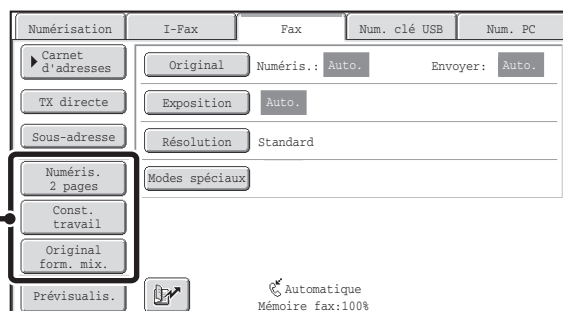 Numérisation I-Fax Fax Num. clé USB Num. PC
Carnet
d'adresses
Original Numéris.: Auto. Envoyer: Auto.
TX directe
Exposition Auto.
Sous-adresse
Résolution Standard
Numéris.
2 pages
Modes spéciaux
Const.
travail
Original
form. mix.
Prévisualis.
Automatique
Mémoire fax:100%